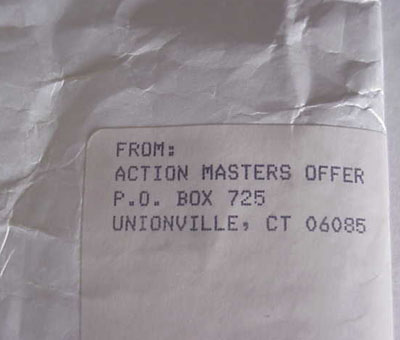 FROM:
ACTION MASTERS OFFER
P.O. BOX 725
UNIONVILLE, CT 06085